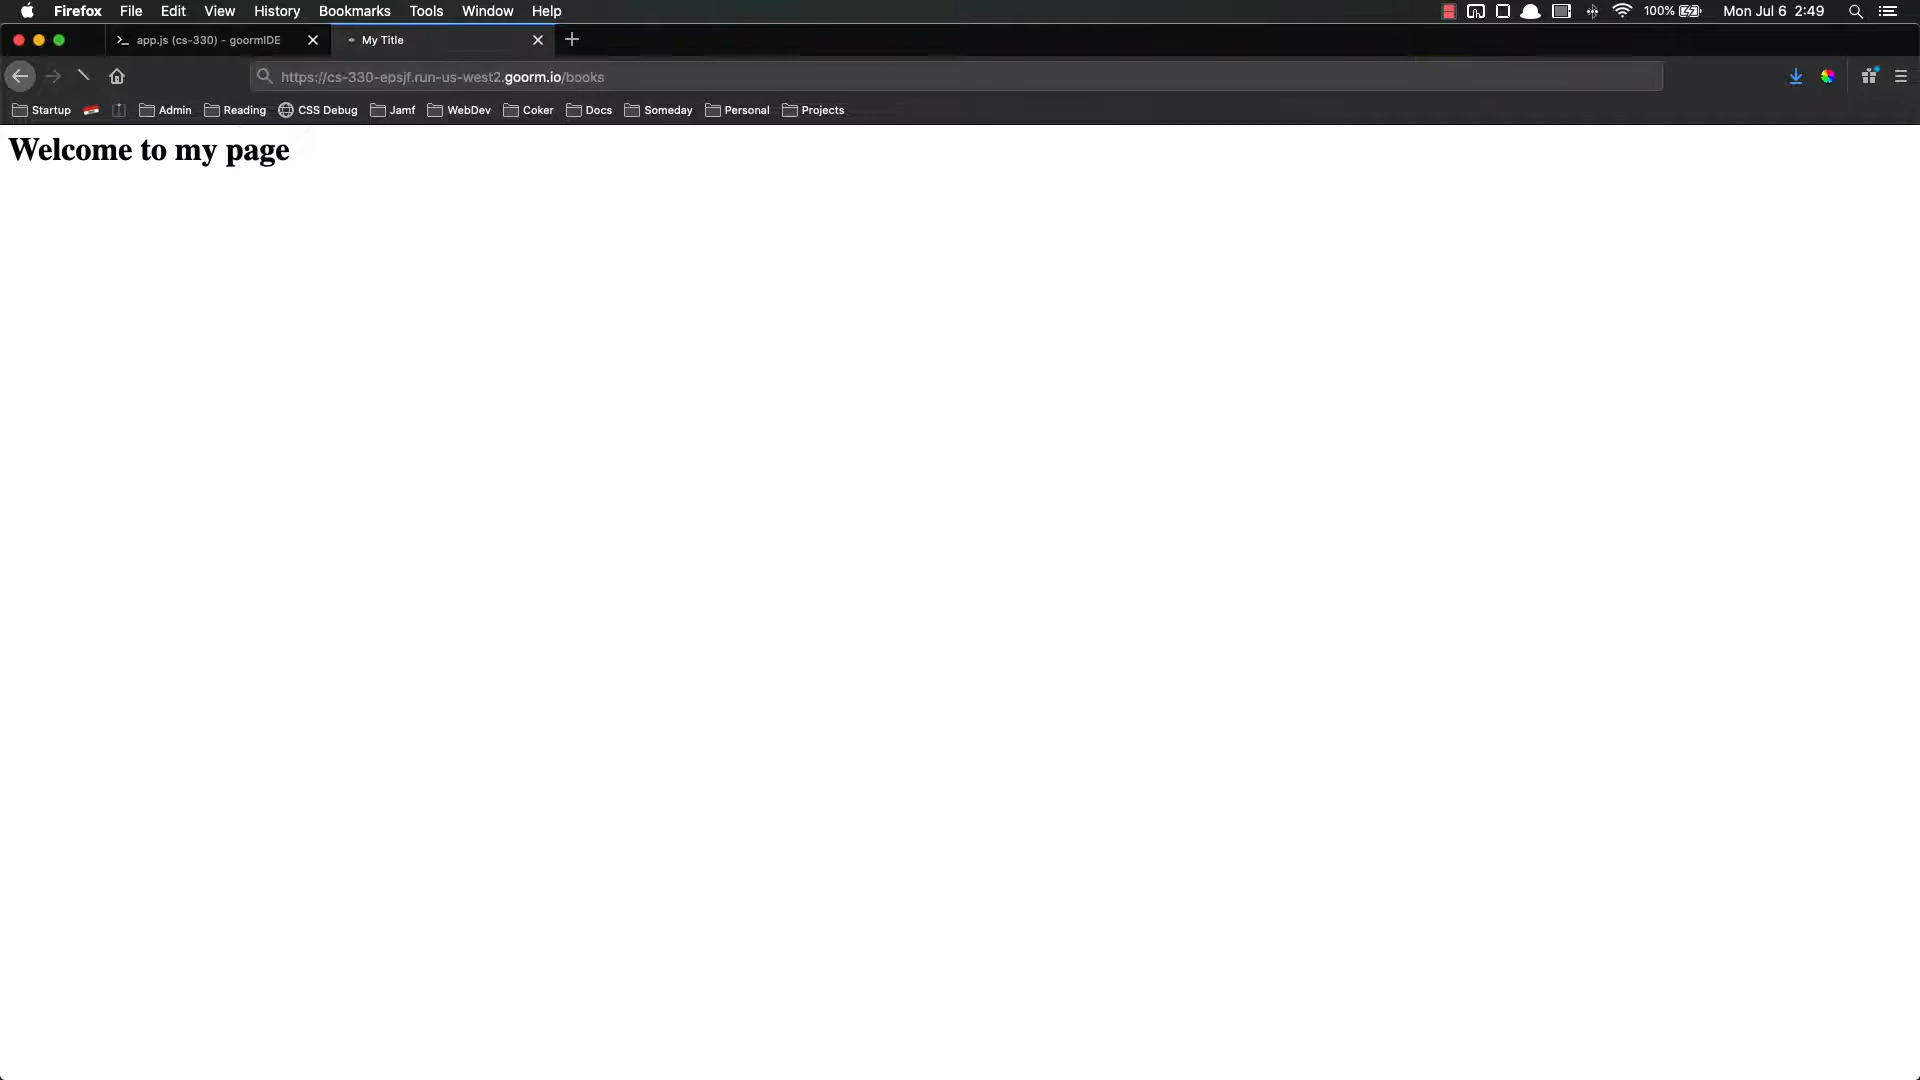 Firefox File Edit View History Bookmarks Tools Window Help 100% Mon Jul 6 2:49
app.js (cs-330) - goormIDE My Title
https://cs-330-epsjf.run-us-west2.goorm.io/books
Startup Admin Reading CSS Debug Jamf WebDev Coker Docs Someday Personal Projects
Welcome to my page